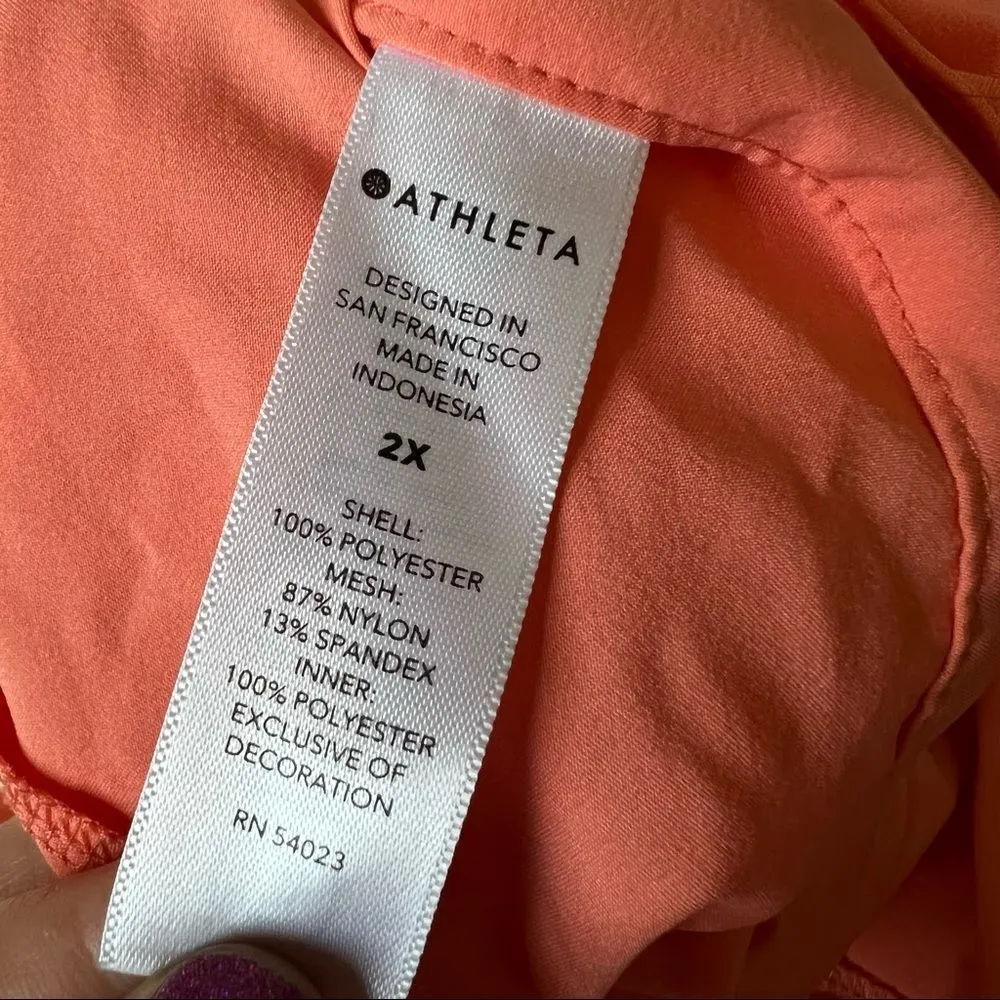 ATHLETA
DESIGNED IN
SAN FRANCISCO
MADE IN
INDONESIA
2X
SHELL:
100% POLYESTER
MESH:
87% NYLON
13% SPANDEX
INNER:
100% POLYESTER
EXCLUSIVE OF
DECORATION
RN 54023